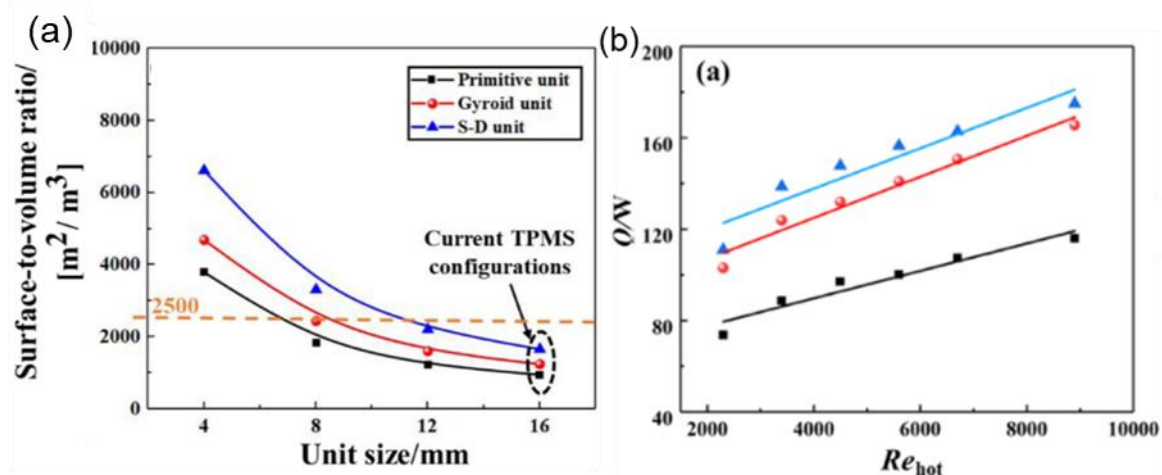 (a)
Surface-to-volume ratio/
[m²/ m³]
10000
8000
6000
4000
2000
0
2500
Primitive unit
Gyroid unit
S-D unit
Current TPMS
configurations
4 8 12 16
Unit size/mm
(b)
(a)
Q/W
200
160
120
80
40
2000 4000 6000 8000 10000
Re_hot